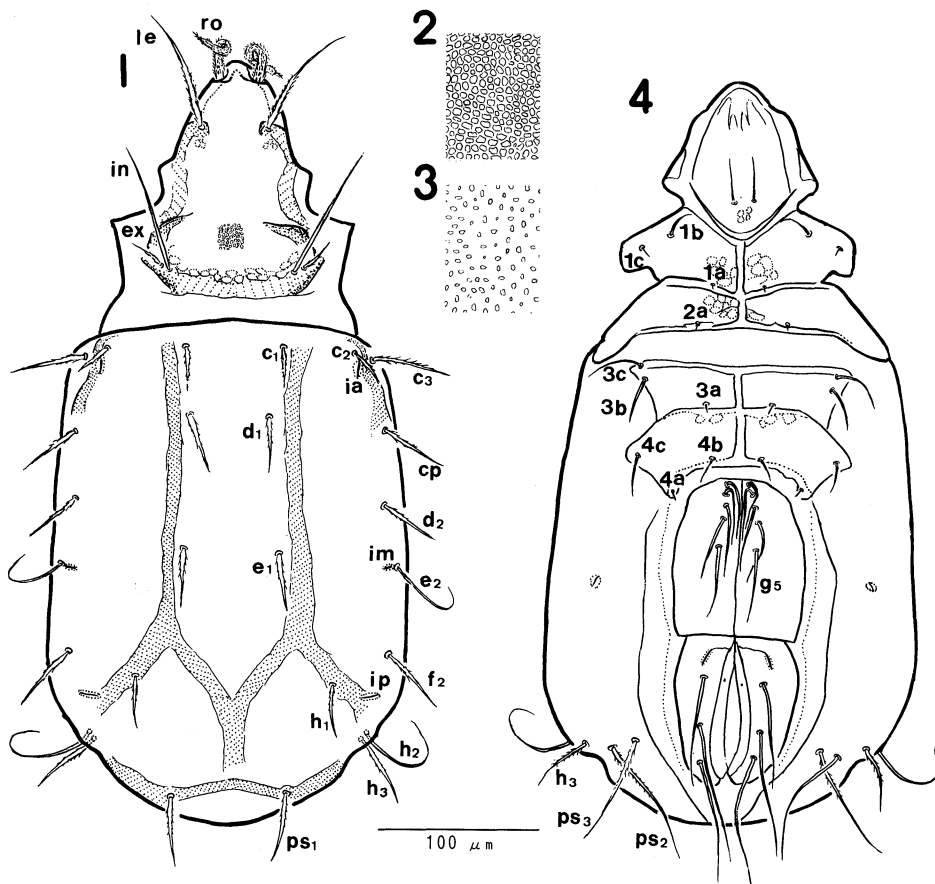 1
le
ro
in
ex
c1
c2
ia
c3
d1
cp
d2
im
e1
e2
ip
f2
h1
h2
h3
ps1
2
3
100 μm
4
1b
1c
1a
2a
3c
3a
3b
4c
4b
4a
g5
h3
ps3
ps2